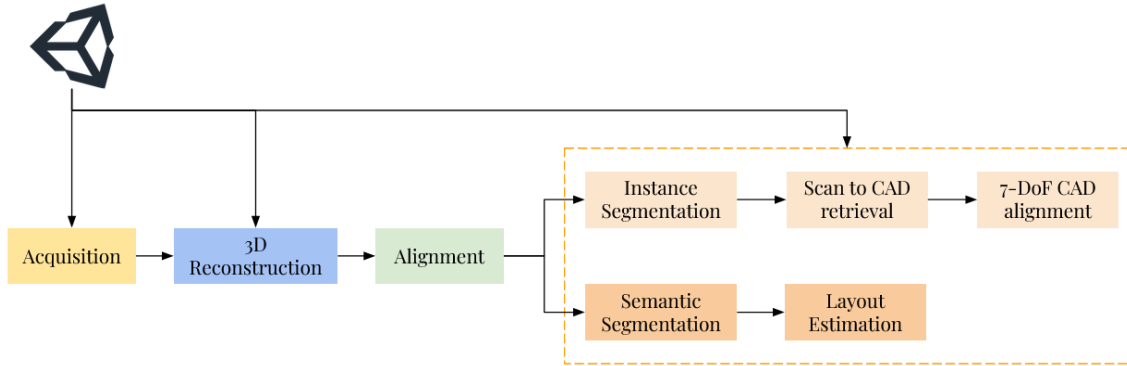 Acquisition
3D
Reconstruction
Alignment
Instance
Segmentation
Scan to CAD
retrieval
7-DoF CAD
alignment
Semantic
Segmentation
Layout
Estimation